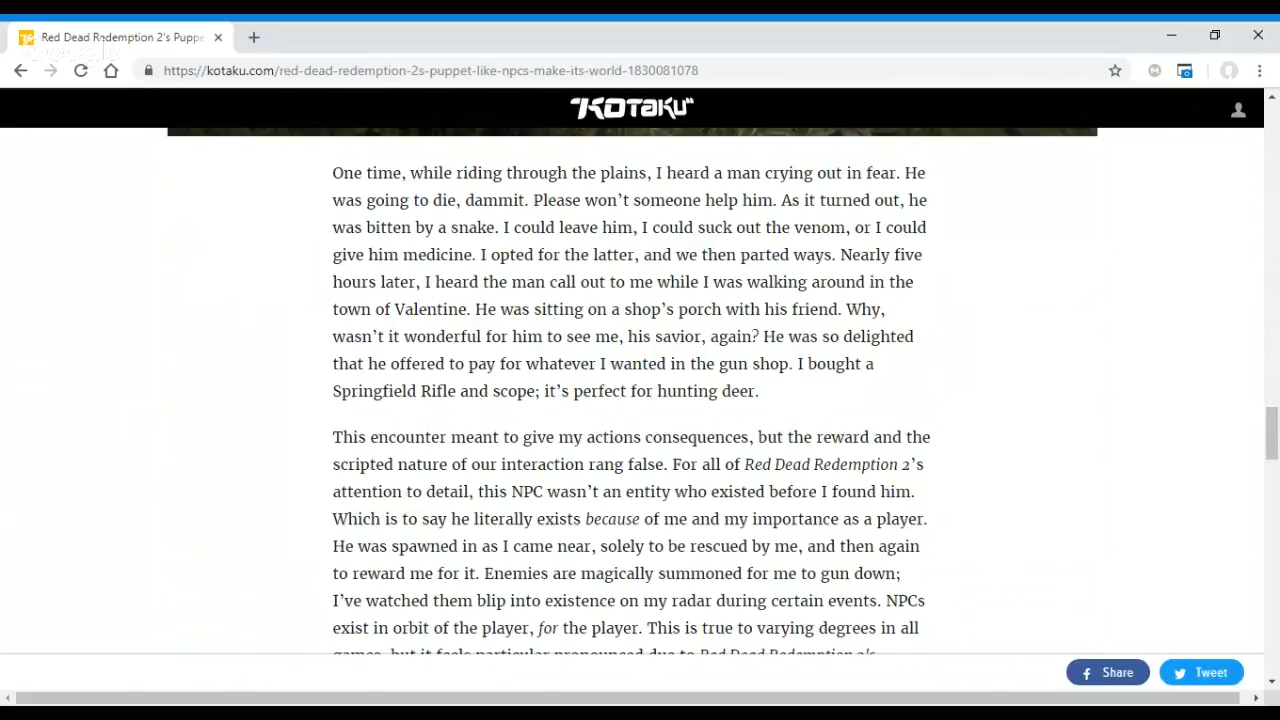 Red Dead Redemption 2's Puppe
https://kotaku.com/red-dead-redemption-2s-puppet-like-npcs-make-its-world-1830081078
KOTAKU
One time, while riding through the plains, I heard a man crying out in fear. He
was going to die, dammit. Please won’t someone help him. As it turned out, he
was bitten by a snake. I could leave him, I could suck out the venom, or I could
give him medicine. I opted for the latter, and we then parted ways. Nearly five
hours later, I heard the man call out to me while I was walking around in the
town of Valentine. He was sitting on a shop’s porch with his friend. Why,
wasn’t it wonderful for him to see me, his savior, again? He was so delighted
that he offered to pay for whatever I wanted in the gun shop. I bought a
Springfield Rifle and scope; it’s perfect for hunting deer.
This encounter meant to give my actions consequences, but the reward and the
scripted nature of our interaction rang false. For all of Red Dead Redemption 2’s
attention to detail, this NPC wasn’t an entity who existed before I found him.
Which is to say he literally exists because of me and my importance as a player.
He was spawned in as I came near, solely to be rescued by me, and then again
to reward me for it. Enemies are magically summoned for me to gun down;
I’ve watched them blip into existence on my radar during certain events. NPCs
exist in orbit of the player, for the player. This is true to varying degrees in all
games, but it feels particular pronounced due to Red Dead Redemption 2’s
Share
Tweet